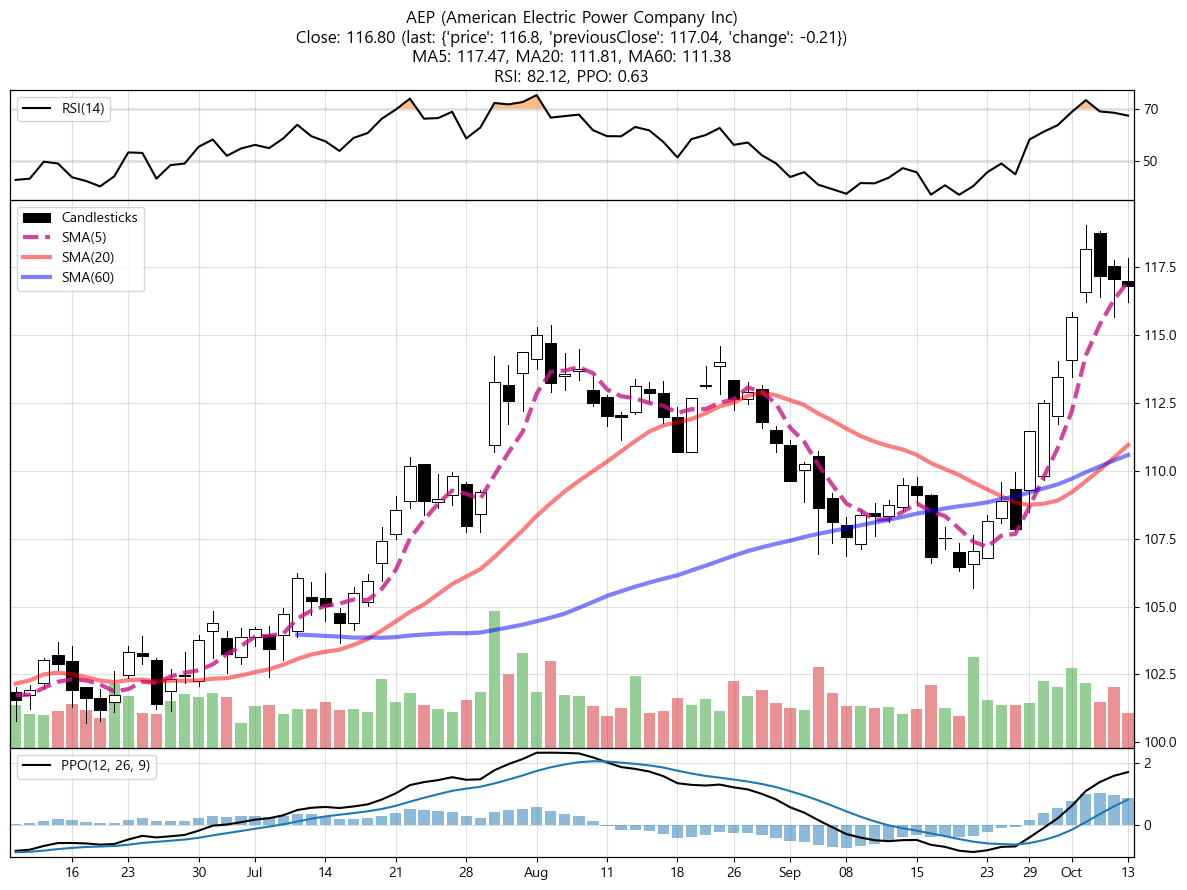 AEP (American Electric Power Company Inc)
Close: 116.80 (last: {'price': 116.8, 'previousClose': 117.04, 'change': -0.21})
MA5: 117.47, MA20: 111.81, MA60: 111.38
RSI: 82.12, PPO: 0.63
RSI(14)
70
50
Candlesticks
SMA(5)
SMA(20)
SMA(60)
117.5
115.0
112.5
110.0
107.5
105.0
102.5
100.0
PPO(12, 26, 9)
2
0
16 23 30 Jul 14 21 28 Aug 11 18 26 Sep 08 15 23 29 Oct 13